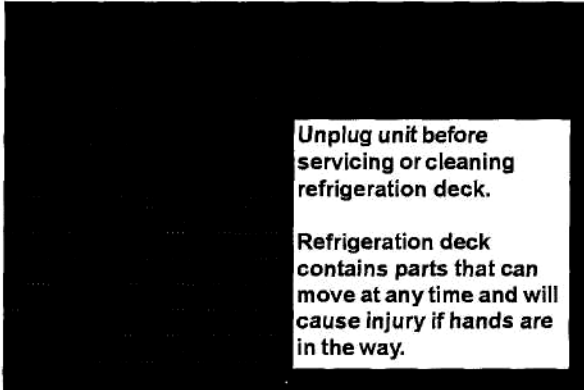 Unplug unit before
servicing or cleaning
refrigeration deck.
Refrigeration deck
contains parts that can
move at any time and will
cause injury if hands are
in the way.